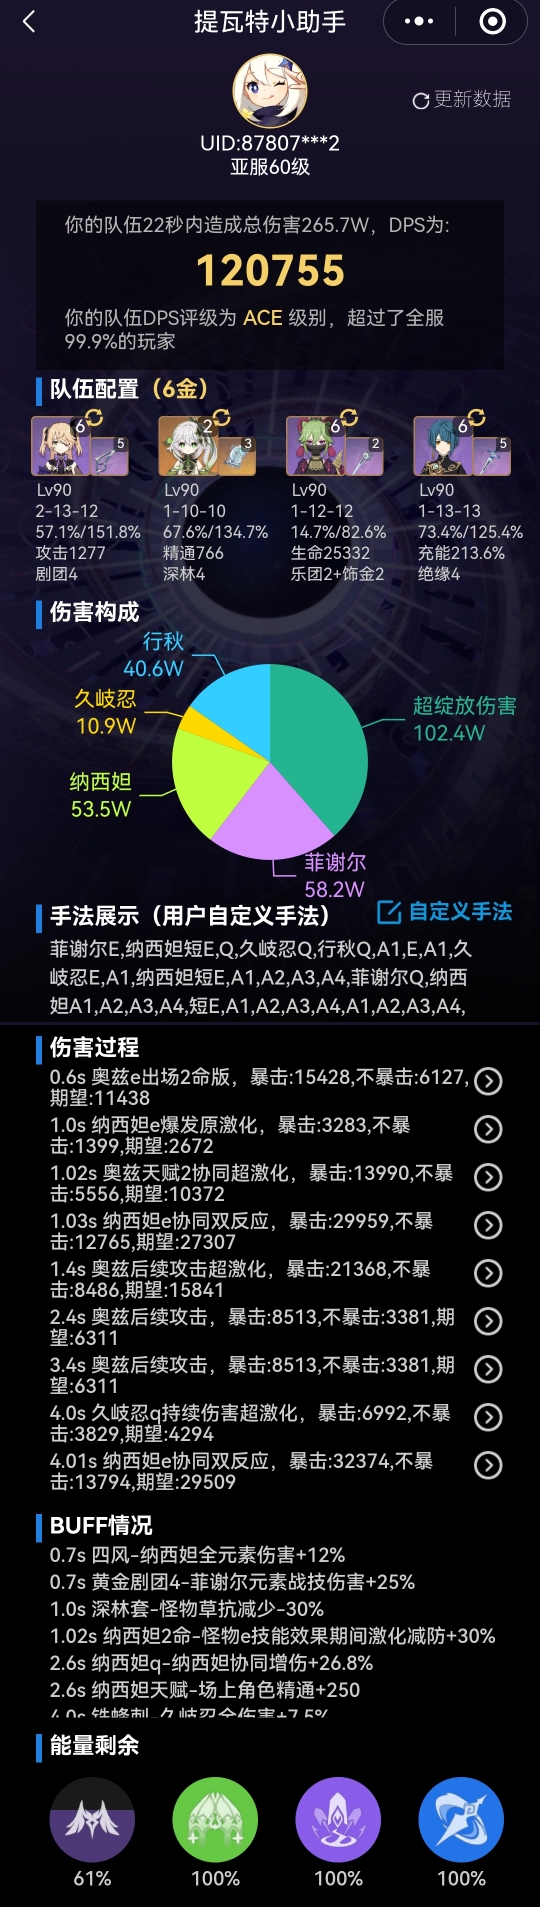 提瓦特小助手
更新数据
UID:87807***2
亚服60级
你的队伍22秒内造成总伤害265.7W，DPS为:
120755
你的队伍DPS评级为 ACE 级别，超过了全服
99.9%的玩家
队伍配置（6金）
6 5 2 3 6 2 6 5
Lv90 Lv90 Lv90 Lv90
2-13-12 1-10-10 1-12-12 1-13-13
57.1%/151.8% 67.6%/134.7% 14.7%/82.6% 73.4%/125.4%
攻击1277 精通766 生命25332 充能213.6%
剧团4 深林4 乐团2+饰金2 绝缘4
伤害构成
行秋
40.6W
久岐忍
10.9W
超绽放伤害
102.4W
纳西妲
53.5W
菲谢尔
58.2W
手法展示（用户自定义手法） 自定义手法
菲谢尔E,纳西妲短E,Q,久岐忍Q,行秋Q,A1,E,A1,久
岐忍E,A1,纳西妲短E,A1,A2,A3,A4,菲谢尔Q,纳西
妲A1,A2,A3,A4,短E,A1,A2,A3,A4,A1,A2,A3,A4,
伤害过程
0.6s 奥兹e出场2命版，暴击:15428,不暴击:6127,
期望:11438
1.0s 纳西妲e爆发原激化，暴击:3283,不暴
击:1399,期望:2672
1.02s 奥兹天赋2协同超激化，暴击:13990,不暴
击:5556,期望:10372
1.03s 纳西妲e协同双反应，暴击:29959,不暴
击:12765,期望:27307
1.4s 奥兹后续攻击超激化，暴击:21368,不暴
击:8486,期望:15841
2.4s 奥兹后续攻击，暴击:8513,不暴击:3381,期
望:6311
3.4s 奥兹后续攻击，暴击:8513,不暴击:3381,期
望:6311
4.0s 久岐忍q持续伤害超激化，暴击:6992,不暴
击:3829,期望:4294
4.01s 纳西妲e协同双反应，暴击:32374,不暴
击:13794,期望:29509
BUFF情况
0.7s 四风-纳西妲全元素伤害+12%
0.7s 黄金剧团4-菲谢尔元素战技伤害+25%
1.0s 深林套-怪物草抗减少-30%
1.02s 纳西妲2命-怪物e技能效果期间激化减防+30%
2.6s 纳西妲q-纳西妲协同增伤+26.8%
2.6s 纳西妲天赋-场上角色精通+250
4.0s 铁蜂刺-久岐忍全伤害+7.5%
能量剩余
61% 100% 100% 100%